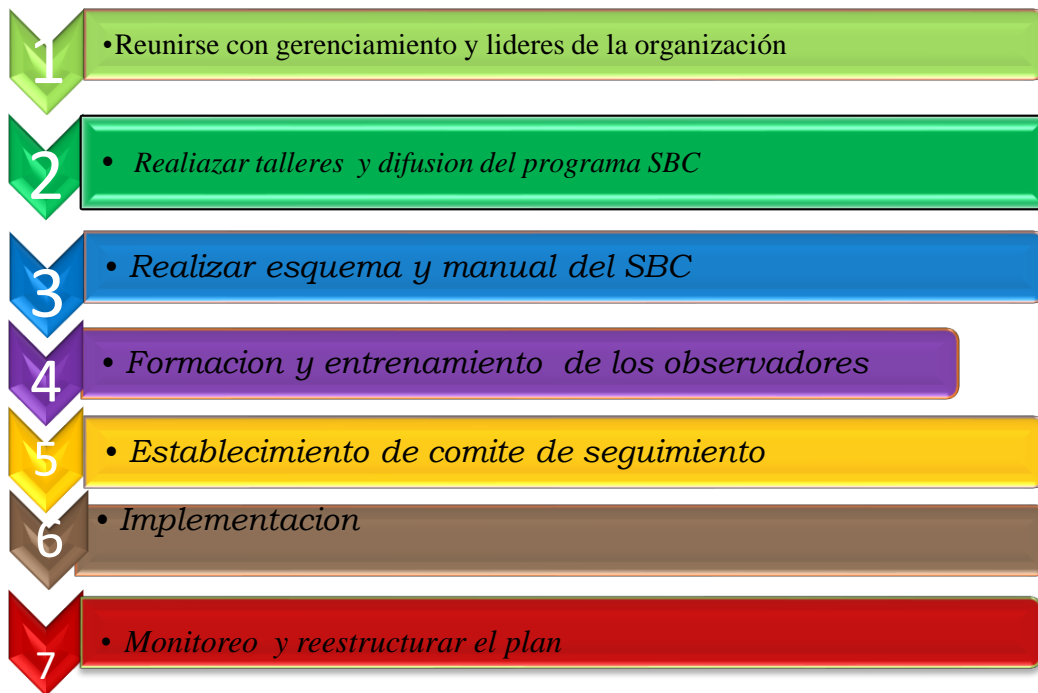 1 •Reunirse con gerenciamiento y lideres de la organización
2 • Realiazar talleres y difusion del programa SBC
3 • Realizar esquema y manual del SBC
4 • Formacion y entrenamiento de los observadores
5 • Establecimiento de comite de seguimiento
6 • Implementacion
7 • Monitoreo y reestructurar el plan